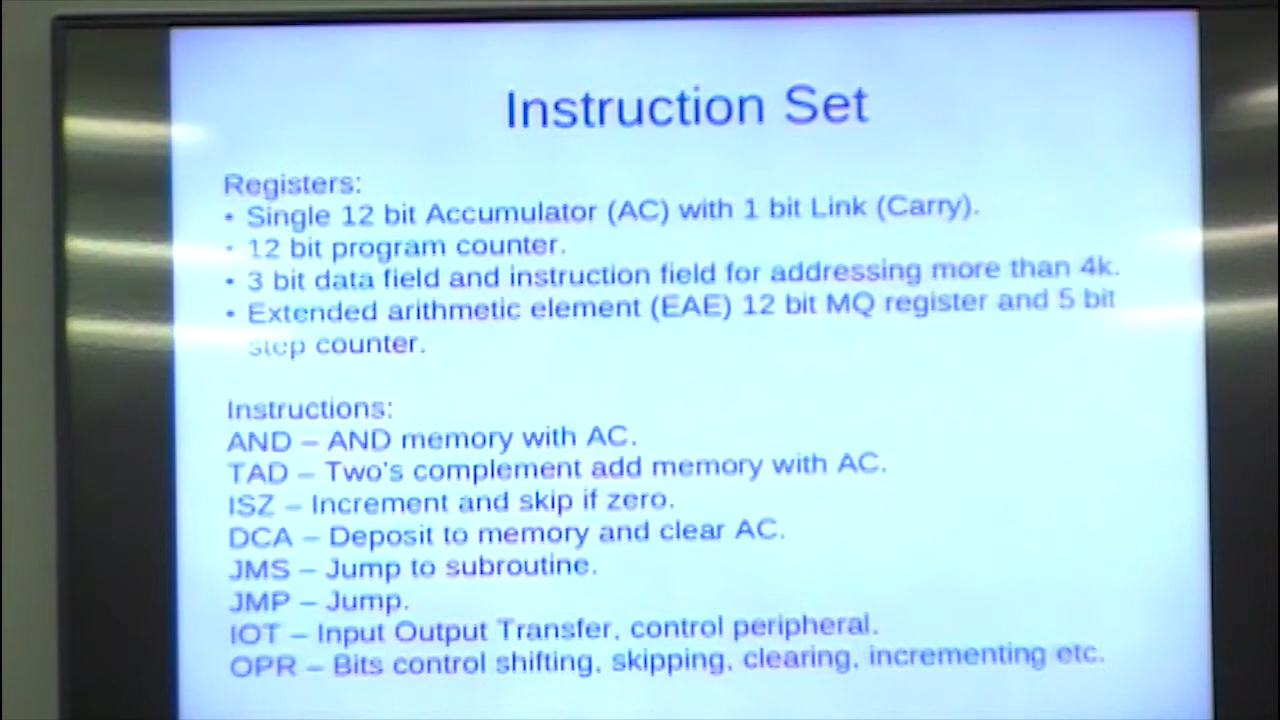 Instruction Set
Registers:
• Single 12 bit Accumulator (AC) with 1 bit Link (Carry).
• 12 bit program counter.
• 3 bit data field and instruction field for addressing more than 4k.
• Extended arithmetic element (EAE) 12 bit MQ register and 5 bit
step counter.
Instructions:
AND – AND memory with AC.
TAD – Two's complement add memory with AC.
ISZ – Increment and skip if zero.
DCA – Deposit to memory and clear AC.
JMS – Jump to subroutine.
JMP – Jump.
IOT – Input Output Transfer, control peripheral.
OPR – Bits control shifting, skipping, clearing, incrementing etc.